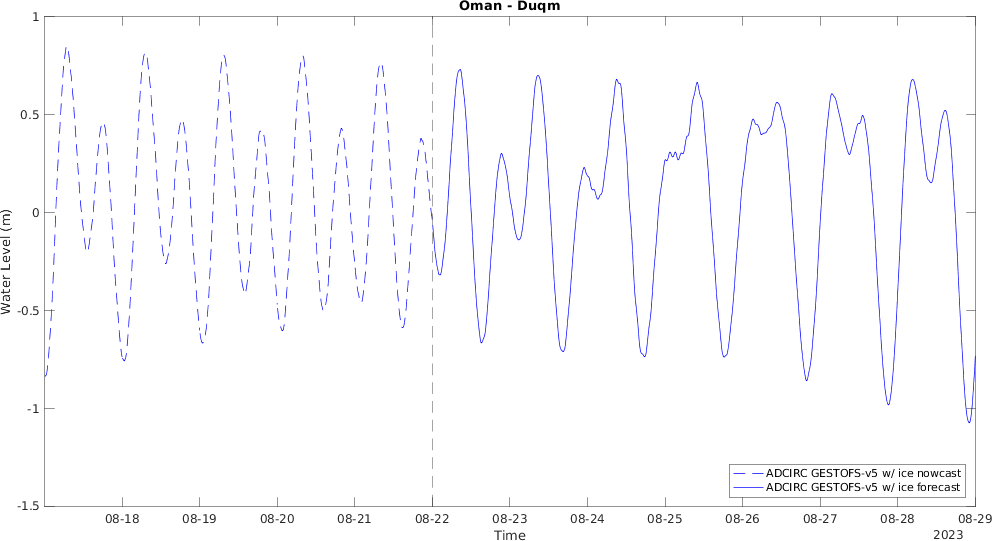 Oman - Duqm
Water Level (m)
1
0.5
0
-0.5
-1
-1.5
ADCIRC GESTOFS-v5 w/ ice nowcast
ADCIRC GESTOFS-v5 w/ ice forecast
08-18 08-19 08-20 08-21 08-22 08-23 08-24 08-25 08-26 08-27 08-28 08-29
Time
2023